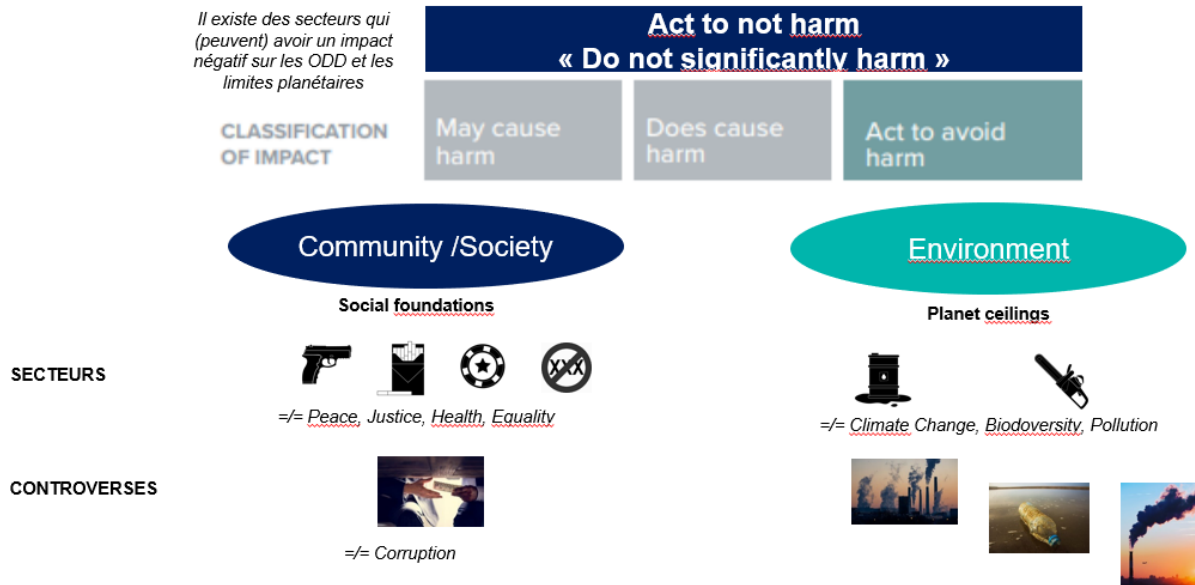 Il existe des secteurs qui
(peuvent) avoir un impact
négatif sur les ODD et les
limites planétaires
Act to not harm
« Do not significantly harm »
CLASSIFICATION
OF IMPACT
May cause
harm
Does cause
harm
Act to avoid
harm
Community /Society
Environment
Social foundations
Planet ceilings
SECTEURS
XXX
=/= Peace, Justice, Health, Equality
=/= Climate Change, Biodoversity, Pollution
CONTROVERSES
=/= Corruption